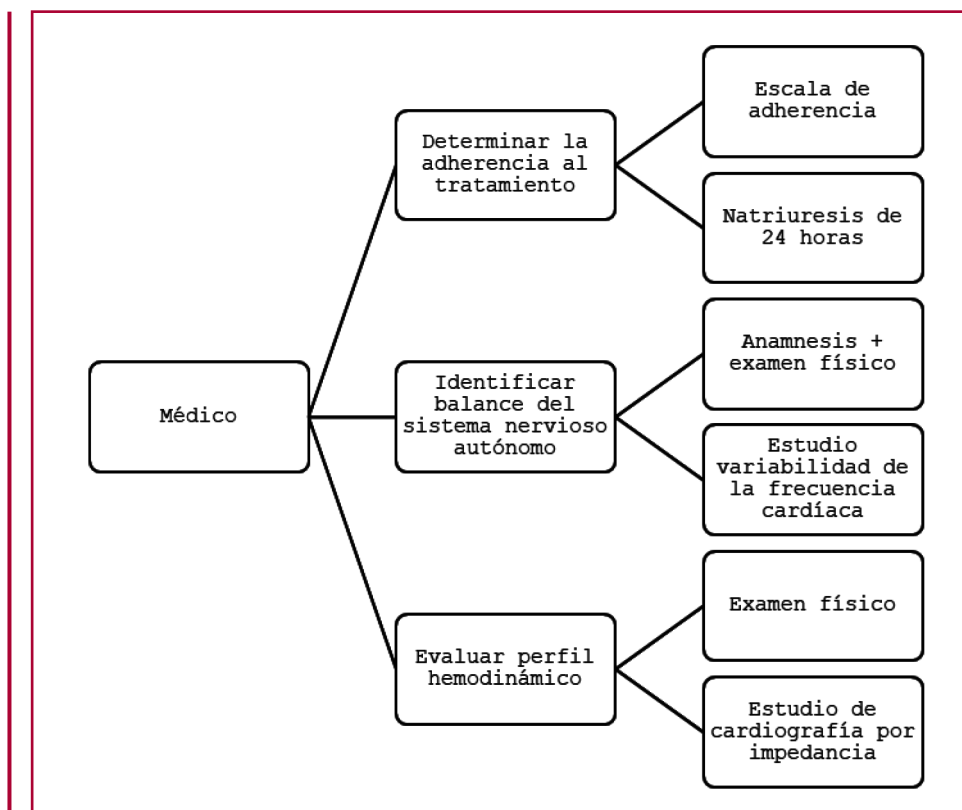 Médico
Determinar la
adherencia al
tratamiento
Escala de
adherencia
Natriuresis de
24 horas
Identificar
balance del
sistema nervioso
autónomo
Anamnesis +
examen físico
Estudio
variabilidad de
la frecuencia
cardíaca
Evaluar perfil
hemodinámico
Examen físico
Estudio de
cardiografía por
impedancia